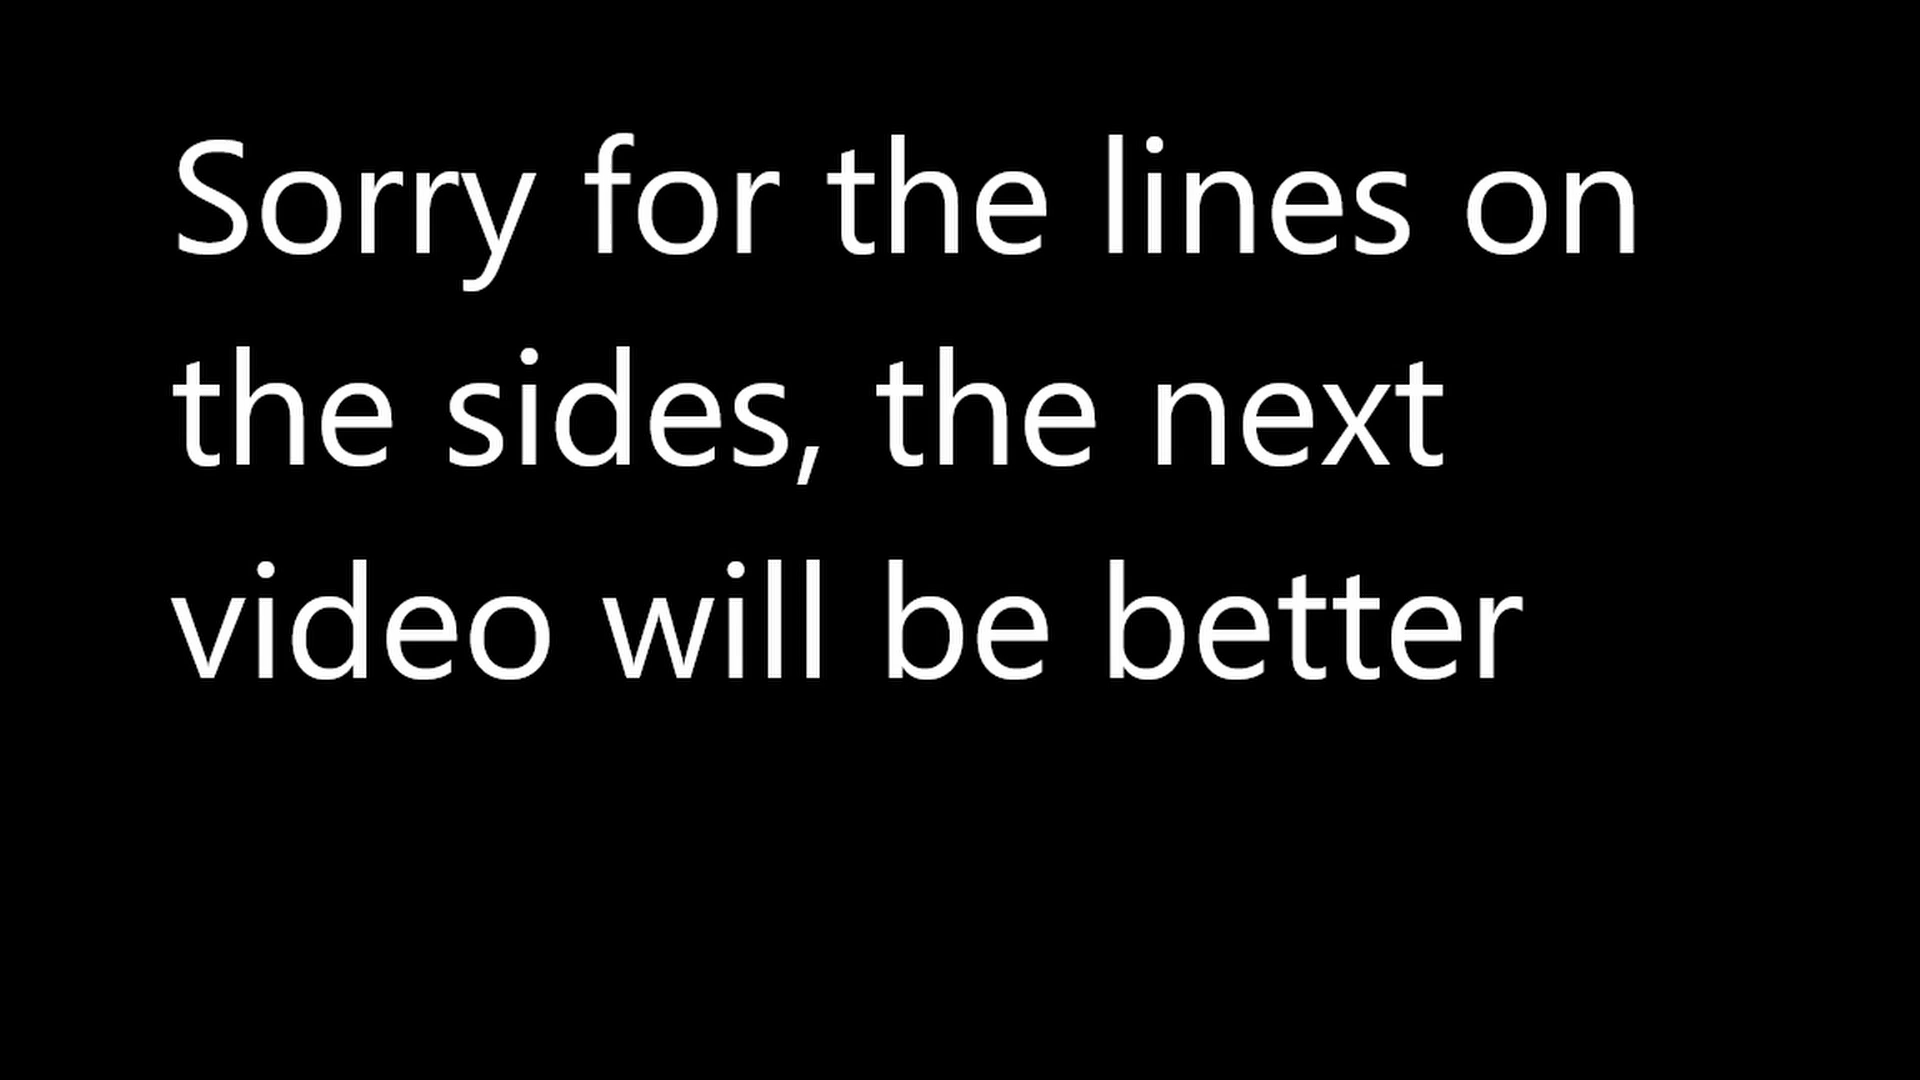 Sorry for the lines on
the sides, the next
video will be better